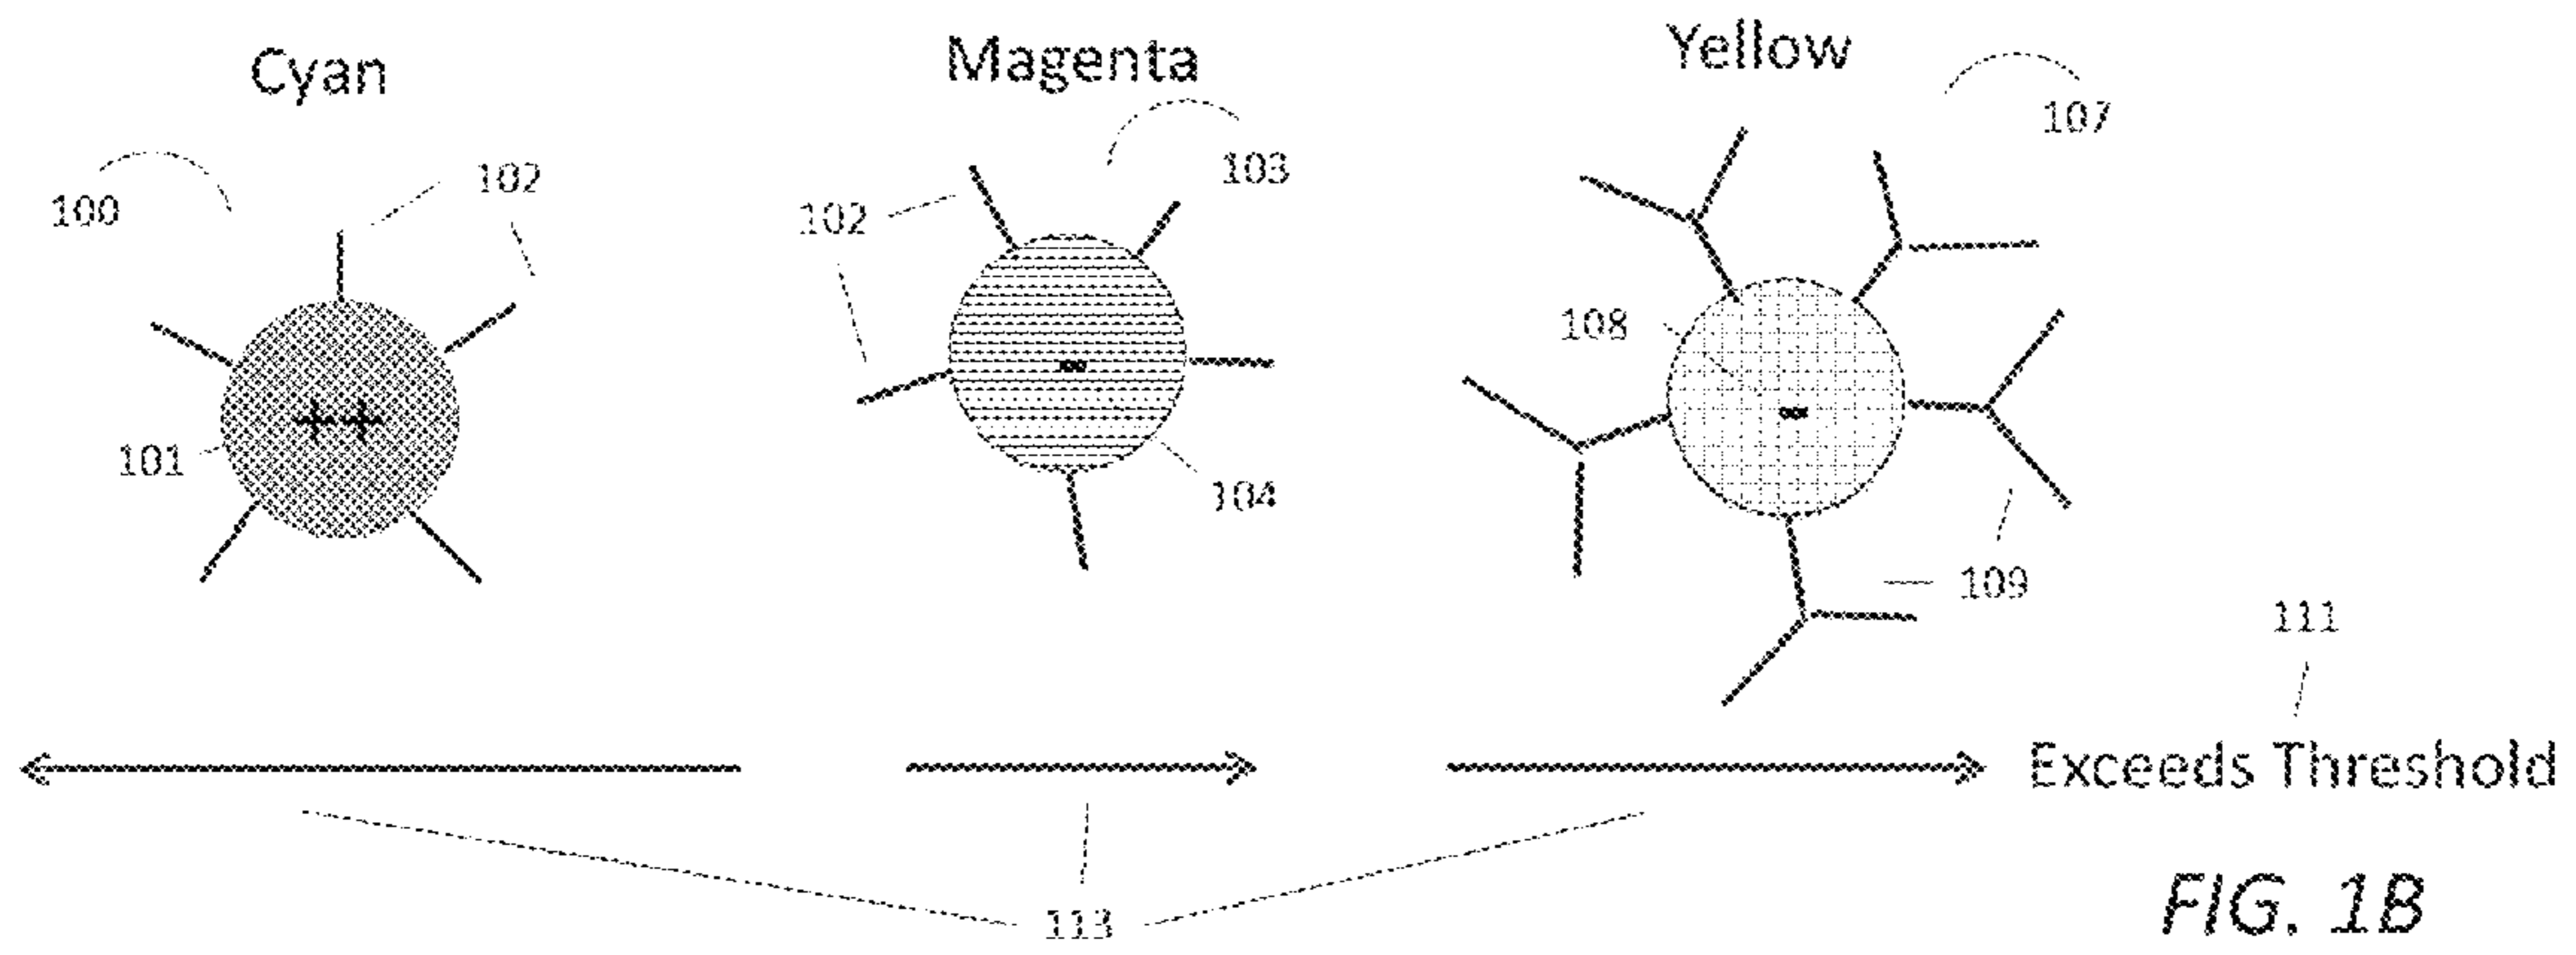 Cyan
Magenta
Yellow
100
102
102
103
107
101
++
-
104
108
--
109
111
Exceeds Threshold
113
FIG. 1B